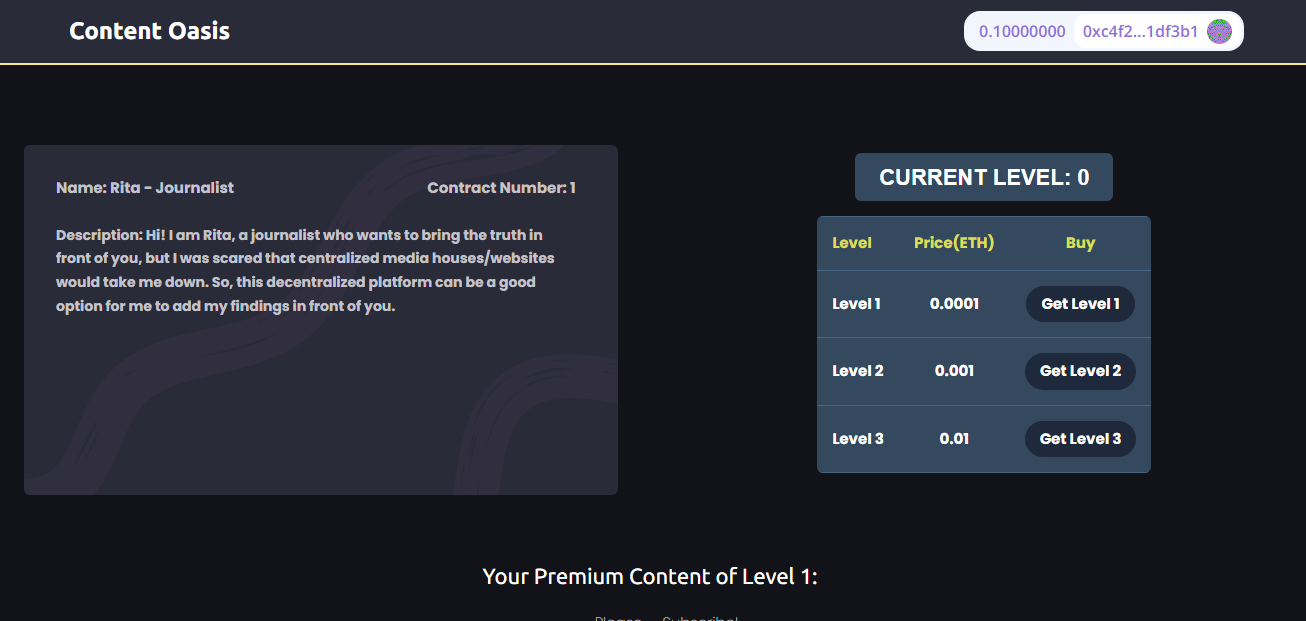 Content Oasis
0.10000000 0xc4f2...1df3b1
Name: Rita - Journalist Contract Number: 1
Description: Hi! I am Rita, a journalist who wants to bring the truth in
front of you, but I was scared that centralized media houses/websites
would take me down. So, this decentralized platform can be a good
option for me to add my findings in front of you.
CURRENT LEVEL: 0
Level Price(ETH) Buy
Level 1 0.0001 Get Level 1
Level 2 0.001 Get Level 2
Level 3 0.01 Get Level 3
Your Premium Content of Level 1: